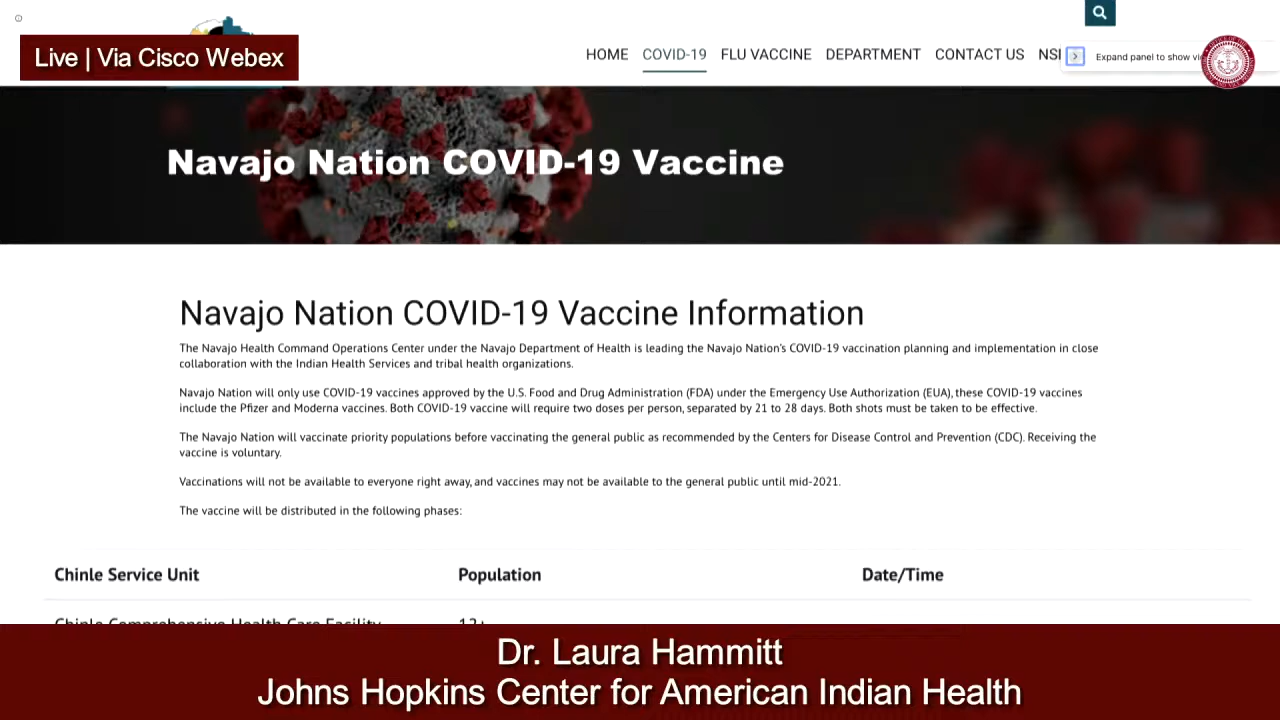 Live | Via Cisco Webex
HOME COVID-19 FLU VACCINE DEPARTMENT CONTACT US
Expand panel to show
Navajo Nation COVID-19 Vaccine
Navajo Nation COVID-19 Vaccine Information
The Navajo Health Command Operations Center under the Navajo Department of Health is leading the Navajo Nation's COVID-19 vaccination planning and implementation in close
collaboration with the Indian Health Services and tribal health organizations.
Navajo Nation will only use COVID-19 vaccines approved by the U.S. Food and Drug Administration (FDA) under the Emergency Use Authorization (EUA), these COVID-19 vaccines
include the Pfizer and Moderna vaccines. Both COVID-19 vaccine will require two doses per person, separated by 21 to 28 days. Both shots must be taken to be effective.
The Navajo Nation will vaccinate priority populations before vaccinating the general public as recommended by the Centers for Disease Control and Prevention (CDC). Receiving the
vaccine is voluntary.
Vaccinations will not be available to everyone right away, and vaccines may not be available to the general public until mid-2021.
The vaccine will be distributed in the following phases:
Chinle Service Unit Population Date/Time
Chinle Comprehensive Health Care Facility
Dr. Laura Hammitt
Johns Hopkins Center for American Indian Health